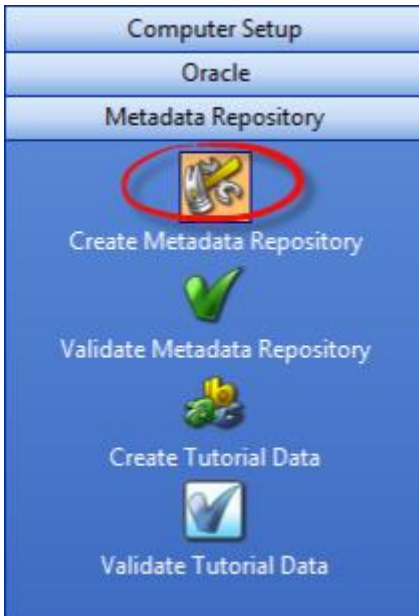 Computer Setup
Oracle
Metadata Repository
Create Metadata Repository
Validate Metadata Repository
Create Tutorial Data
Validate Tutorial Data